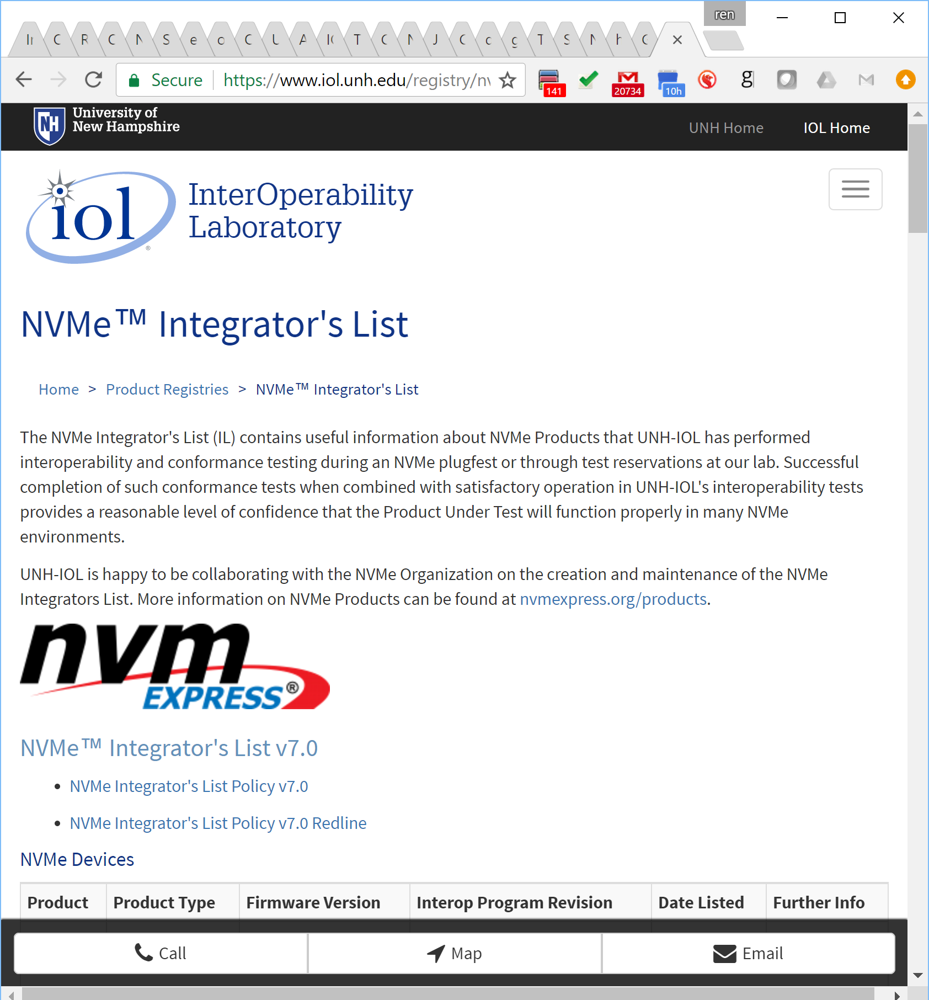 ren
Secure https://www.iol.unh.edu/registry/nv
141 20734 10h g
University of
New Hampshire
NH
UNH Home IOL Home
iol
®
InterOperability
Laboratory
NVMe™ Integrator's List
Home > Product Registries > NVMe™ Integrator's List
The NVMe Integrator's List (IL) contains useful information about NVMe Products that UNH-IOL has performed
interoperability and conformance testing during an NVMe plugfest or through test reservations at our lab. Successful
completion of such conformance tests when combined with satisfactory operation in UNH-IOL's interoperability tests
provides a reasonable level of confidence that the Product Under Test will function properly in many NVMe
environments.
UNH-IOL is happy to be collaborating with the NVMe Organization on the creation and maintenance of the NVMe
Integrators List. More information on NVMe Products can be found at nvmexpress.org/products.
nvm
EXPRESS®
NVMe™ Integrator's List v7.0
• NVMe Integrator's List Policy v7.0
• NVMe Integrator's List Policy v7.0 Redline
NVMe Devices
Product Product Type Firmware Version Interop Program Revision Date Listed Further Info
Call Map Email